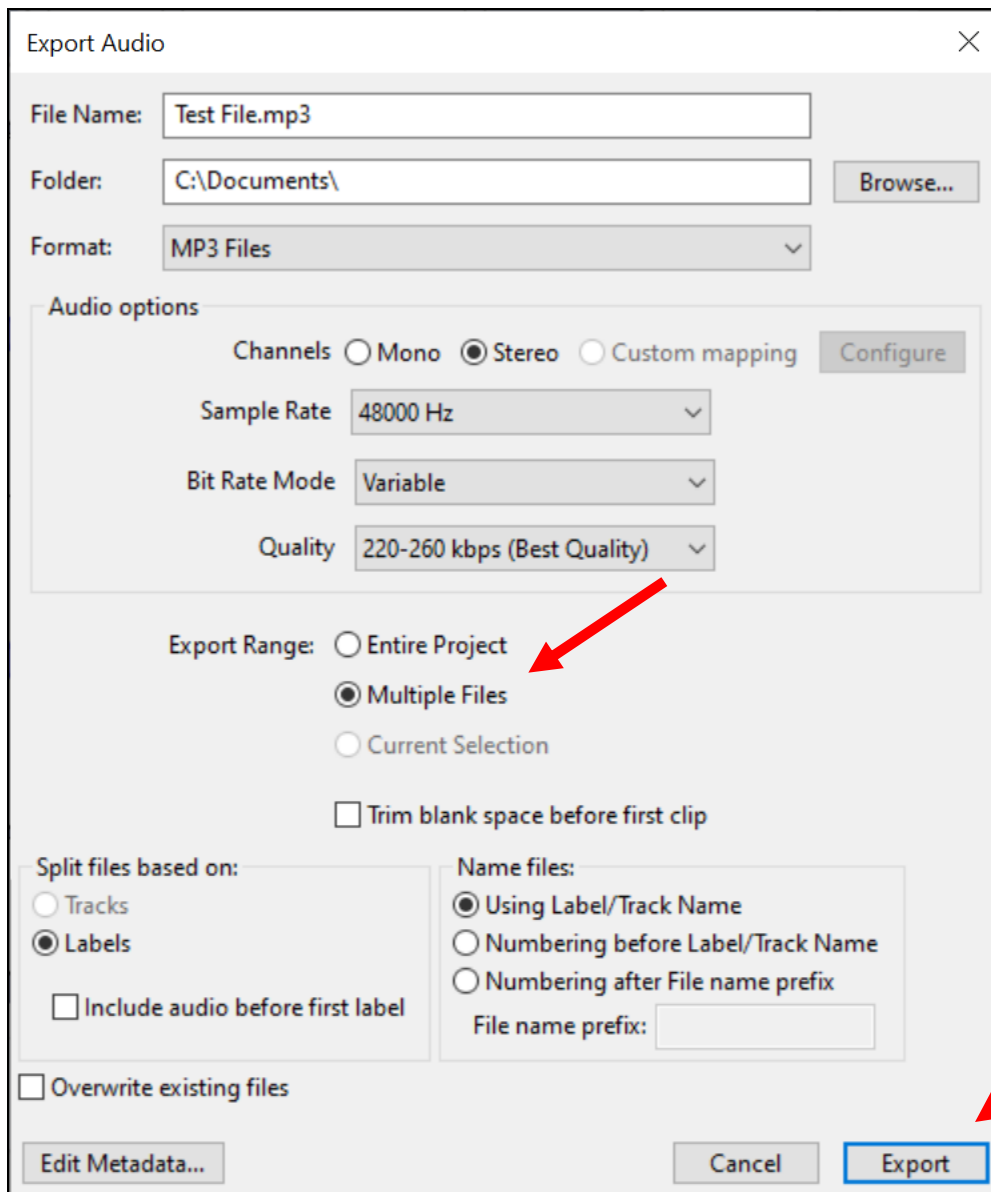 Export Audio
File Name: Test File.mp3
Folder: C:\Documents\ Browse...
Format: MP3 Files
Audio options
Channels Mono Stereo Custom mapping Configure
Sample Rate 48000 Hz
Bit Rate Mode Variable
Quality 220-260 kbps (Best Quality)
Export Range: Entire Project
Multiple Files
Current Selection
Trim blank space before first clip
Split files based on:
Tracks
Labels
Include audio before first label
Name files:
Using Label/Track Name
Numbering before Label/Track Name
Numbering after File name prefix
File name prefix:
Overwrite existing files
Edit Metadata... Cancel Export